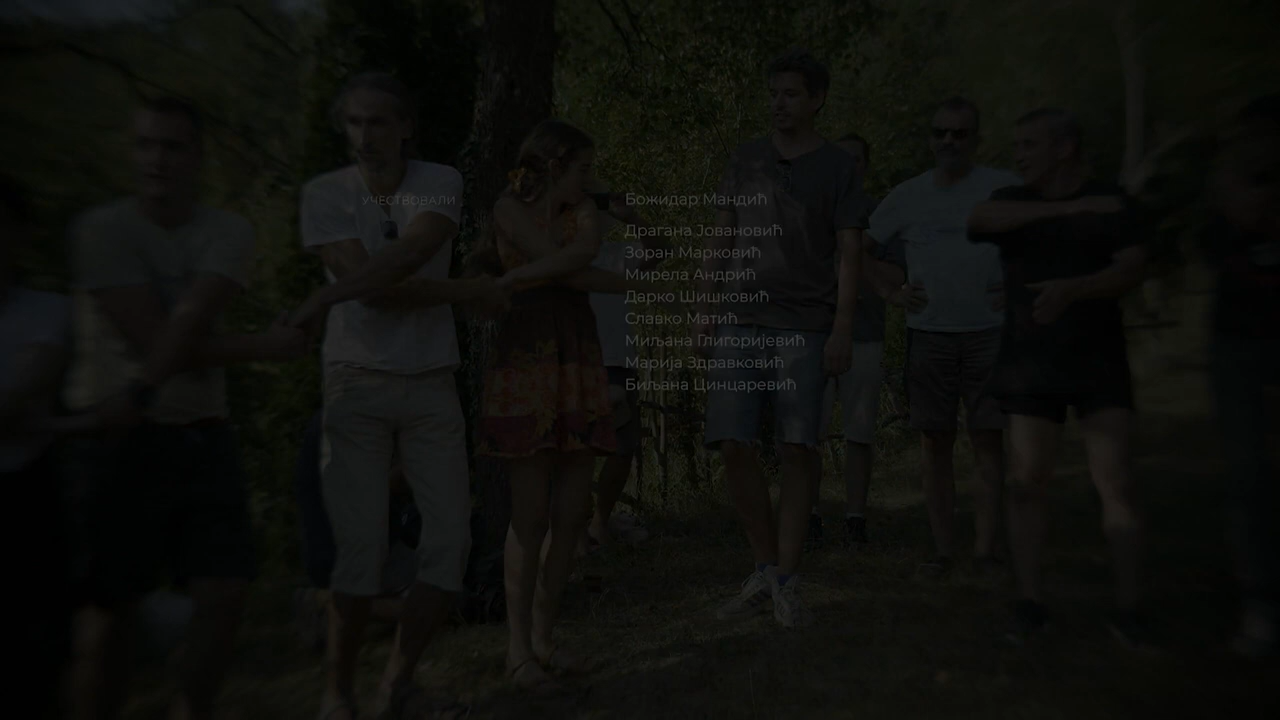 УЧЕСТВОВАЛИ
Божидар Мандић
Драгана Јовановић
Зоран Марковић
Мирела Андрић
Дарко Шишковић
Славко Матић
Миљана Глигоријевић
Марија Здравковић
Биљана Цинцаревић